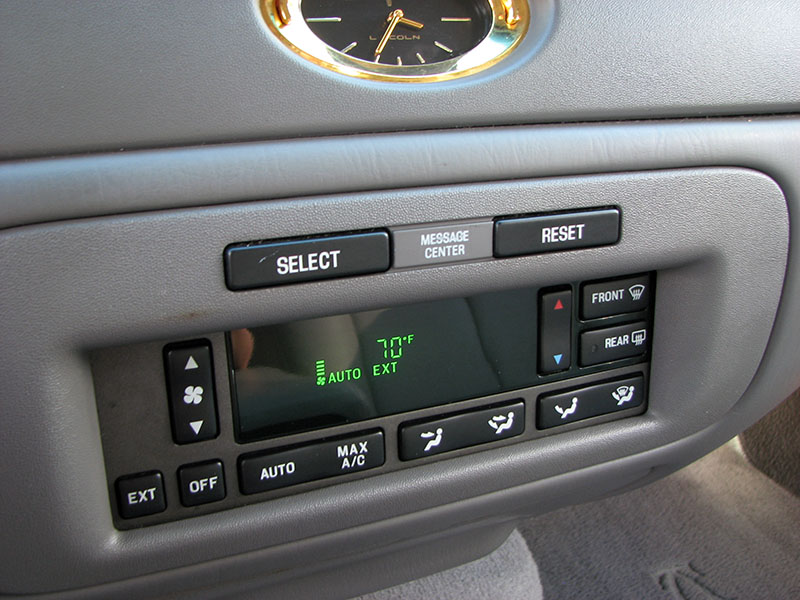 LINCOLN
SELECT
MESSAGE
CENTER
RESET
70°F
AUTO EXT
FRONT
REAR
EXT
OFF
AUTO
MAX
A/C